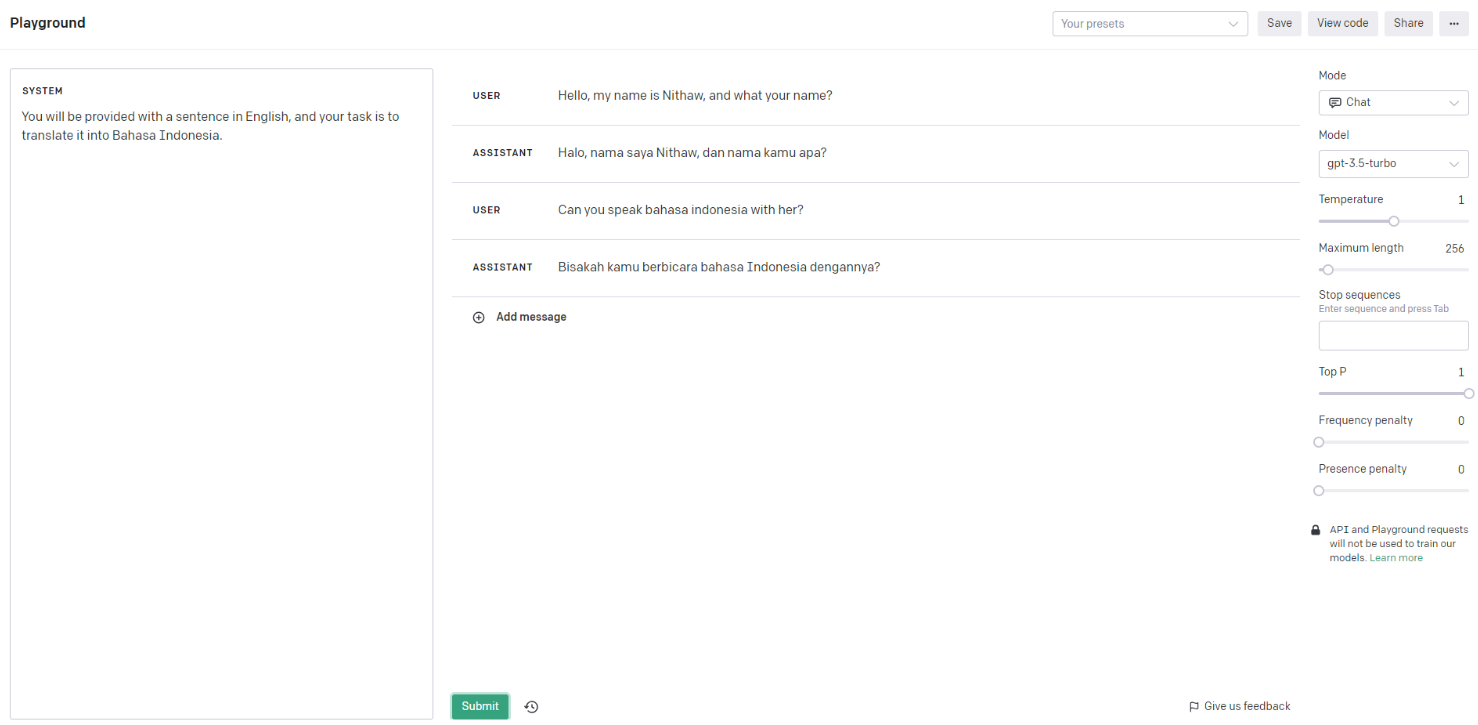 Playground
Your presets
Save
View code
Share
...
SYSTEM
You will be provided with a sentence in English, and your task is to
translate it into Bahasa Indonesia.
USER
Hello, my name is Nithaw, and what your name?
ASSISTANT
Halo, nama saya Nithaw, dan nama kamu apa?
USER
Can you speak bahasa indonesia with her?
ASSISTANT
Bisakah kamu berbicara bahasa Indonesia dengannya?
Add message
Submit
Give us feedback
Mode
Chat
Model
gpt-3.5-turbo
Temperature 1
Maximum length 256
Stop sequences
Enter sequence and press Tab
Top P 1
Frequency penalty 0
Presence penalty 0
API and Playground requests
will not be used to train our
models. Learn more